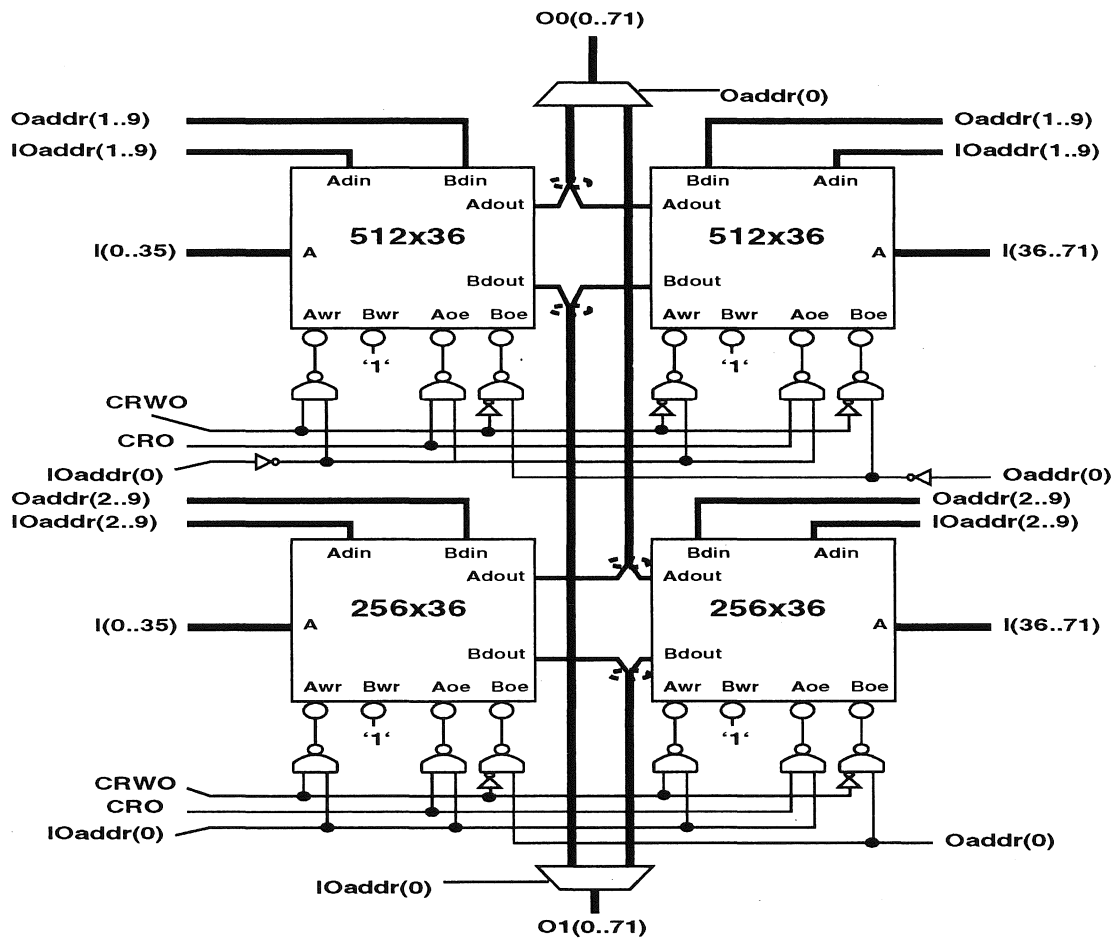 O0(0..71)
Oaddr(0)
Oaddr(1..9)
Oaddr(1..9)
IOaddr(1..9)
IOaddr(1..9)
Adin Bdin
Bdin Adin
Adout
Adout
I(0..35)
A
512x36
512x36
A
I(36..71)
Bdout
Bdout
Awr Bwr Aoe Boe
Awr Bwr Aoe Boe
‘1‘
‘1‘
CRWO
CRO
IOaddr(0)
Oaddr(0)
Oaddr(2..9)
Oaddr(2..9)
IOaddr(2..9)
IOaddr(2..9)
Adin Bdin
Bdin Adin
Adout
Adout
I(0..35)
A
256x36
256x36
A
I(36..71)
Bdout
Bdout
Awr Bwr Aoe Boe
Awr Bwr Aoe Boe
‘1‘
‘1‘
CRWO
CRO
IOaddr(0)
Oaddr(0)
IOaddr(0)
O1(0..71)